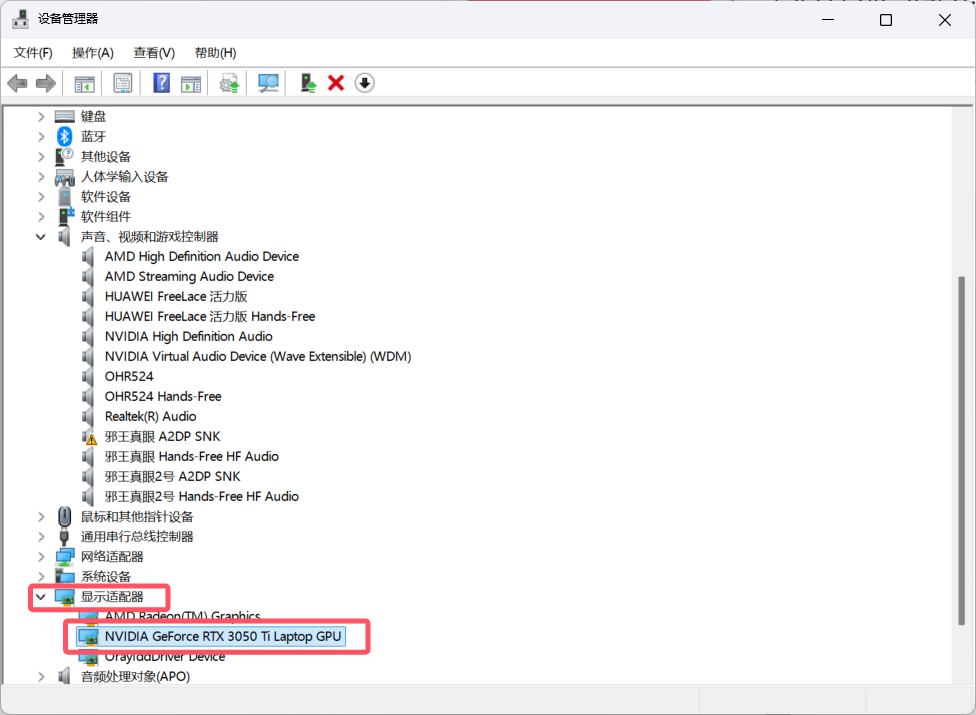 设备管理器
文件(F) 操作(A) 查看(V) 帮助(H)
键盘
蓝牙
其他设备
人体学输入设备
软件设备
软件组件
声音、视频和游戏控制器
AMD High Definition Audio Device
AMD Streaming Audio Device
HUAWEI FreeLace 活力版
HUAWEI FreeLace 活力版 Hands-Free
NVIDIA High Definition Audio
NVIDIA Virtual Audio Device (Wave Extensible) (WDM)
OHR524
OHR524 Hands-Free
Realtek(R) Audio
邪王真眼 A2DP SNK
邪王真眼 Hands-Free HF Audio
邪王真眼2号 A2DP SNK
邪王真眼2号 Hands-Free HF Audio
鼠标和其他指针设备
通用串行总线控制器
网络适配器
系统设备
显示适配器
AMD Radeon(TM) Graphics
NVIDIA GeForce RTX 3050 Ti Laptop GPU
OrayIddDriver Device
音频处理对象(APO)